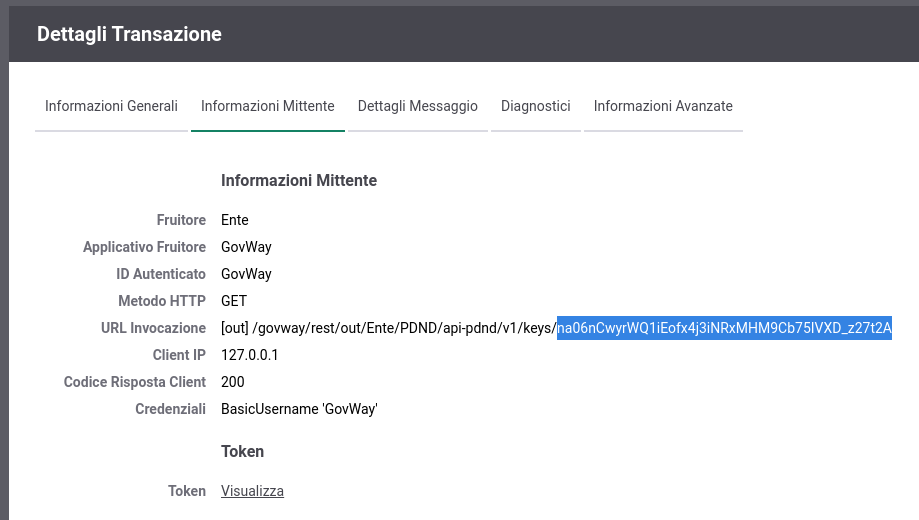 Dettagli Transazione
Informazioni Generali Informazioni Mittente Dettagli Messaggio Diagnostici Informazioni Avanzate
Informazioni Mittente
Fruitore Ente
Applicativo Fruitore GovWay
ID Autenticato GovWay
Metodo HTTP GET
URL Invocazione [out] /govway/rest/out/Ente/PDND/api-pdnd/v1/keys/na06nCwyrWQ1iEofx4j3iNRxMHM9Cb75lVXD_z27t2A
Client IP 127.0.0.1
Codice Risposta Client 200
Credenziali BasicUsername 'GovWay'
Token
Token Visualizza